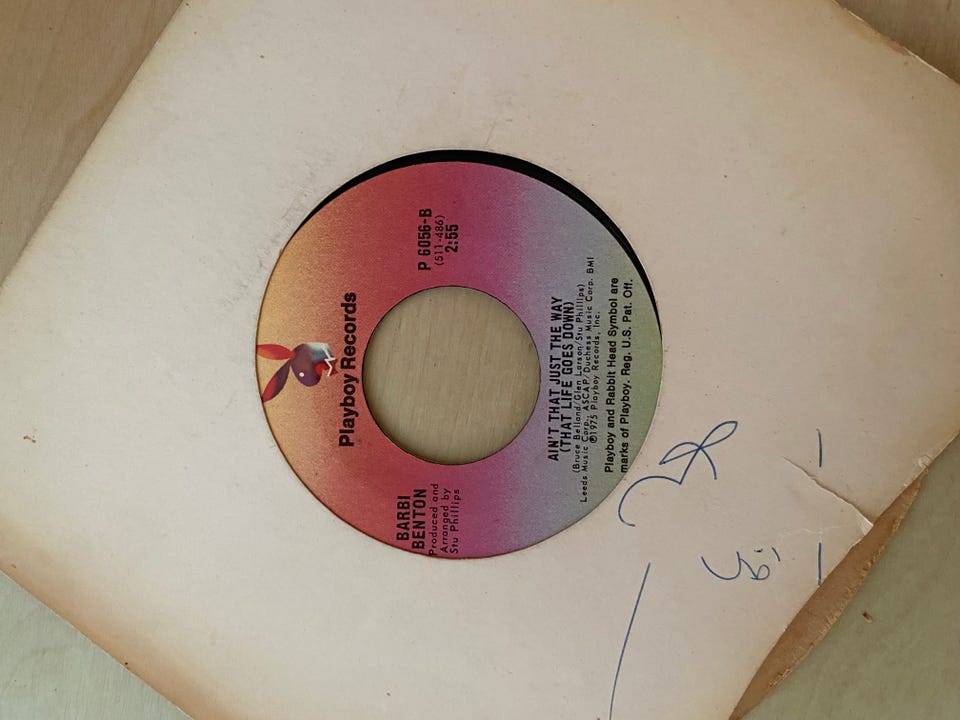 Playboy Records
P 6056-B
(511-486)
2:55
BARBI
BENTON
Produced and
Arranged by
Stu Phillips
AIN'T THAT JUST THE WAY
(THAT LIFE GOES DOWN)
(Bruce Belland/Glen Larson/Stu Phillips)
Leeds Music Corp., ASCAP/Duchess Music Corp. BMI
℗1975 Playboy Records, Inc.
Playboy and Rabbit Head Symbol are
marks of Playboy. Reg. U.S. Pat. Off.